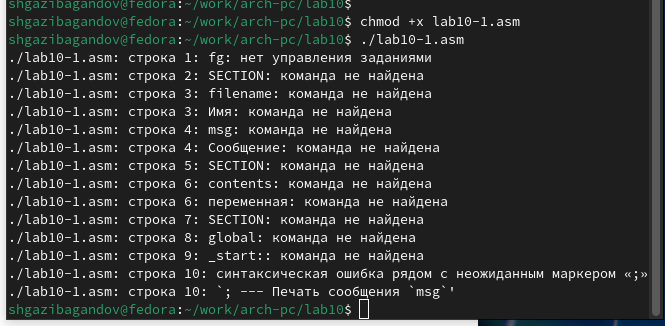 shgazibagandov@fedora:~/work/arch-pc/lab10$
shgazibagandov@fedora:~/work/arch-pc/lab10$ chmod +x lab10-1.asm
shgazibagandov@fedora:~/work/arch-pc/lab10$ ./lab10-1.asm
./lab10-1.asm: строка 1: fg: нет управления заданиями
./lab10-1.asm: строка 2: SECTION: команда не найдена
./lab10-1.asm: строка 3: filename: команда не найдена
./lab10-1.asm: строка 3: Имя: команда не найдена
./lab10-1.asm: строка 4: msg: команда не найдена
./lab10-1.asm: строка 4: Сообщение: команда не найдена
./lab10-1.asm: строка 5: SECTION: команда не найдена
./lab10-1.asm: строка 6: contents: команда не найдена
./lab10-1.asm: строка 6: переменная: команда не найдена
./lab10-1.asm: строка 7: SECTION: команда не найдена
./lab10-1.asm: строка 8: global: команда не найдена
./lab10-1.asm: строка 9: _start:: команда не найдена
./lab10-1.asm: строка 10: синтаксическая ошибка рядом с неожиданным маркером «;»
./lab10-1.asm: строка 10: `; --- Печать сообщения `msg`'
shgazibagandov@fedora:~/work/arch-pc/lab10$